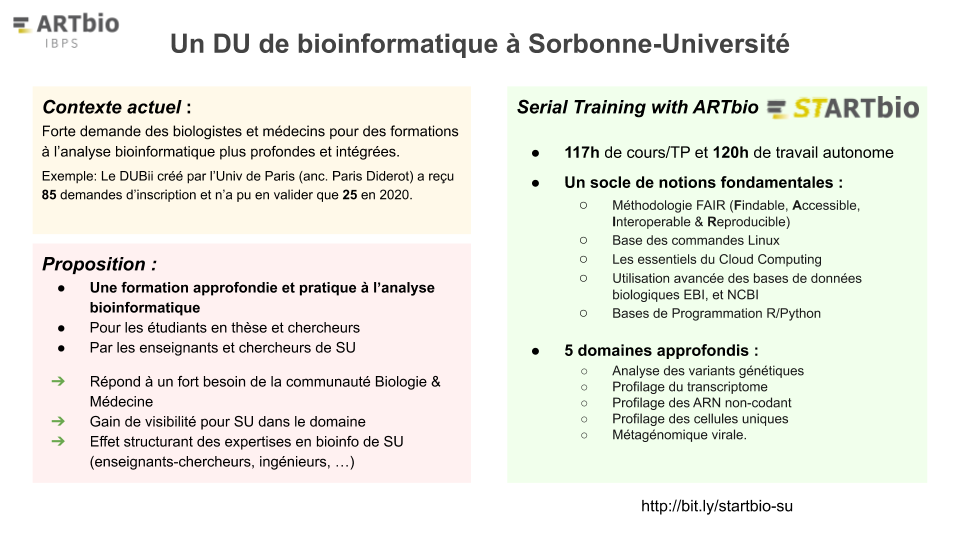 ARTbio
IBPS
Un DU de bioinformatique à Sorbonne-Université
Contexte actuel :
Forte demande des biologistes et médecins pour des formations
à l’analyse bioinformatique plus profondes et intégrées.
Exemple: Le DUBii créé par l’Univ de Paris (anc. Paris Diderot) a reçu
85 demandes d’inscription et n’a pu en valider que 25 en 2020.
Proposition :
● Une formation approfondie et pratique à l’analyse
bioinformatique
● Pour les étudiants en thèse et chercheurs
● Par les enseignants et chercheurs de SU
➔ Répond à un fort besoin de la communauté Biologie &
Médecine
➔ Gain de visibilité pour SU dans le domaine
➔ Effet structurant des expertises en bioinfo de SU
(enseignants-chercheurs, ingénieurs, …)
Serial Training with ARTbio STARTbio
● 117h de cours/TP et 120h de travail autonome
● Un socle de notions fondamentales :
○ Méthodologie FAIR (Findable, Accessible,
Interoperable & Reproducible)
○ Base des commandes Linux
○ Les essentiels du Cloud Computing
○ Utilisation avancée des bases de données
biologiques EBI, et NCBI
○ Bases de Programmation R/Python
● 5 domaines approfondis :
○ Analyse des variants génétiques
○ Profilage du transcriptome
○ Profilage des ARN non-codant
○ Profilage des cellules uniques
○ Métagénomique virale.
http://bit.ly/startbio-su